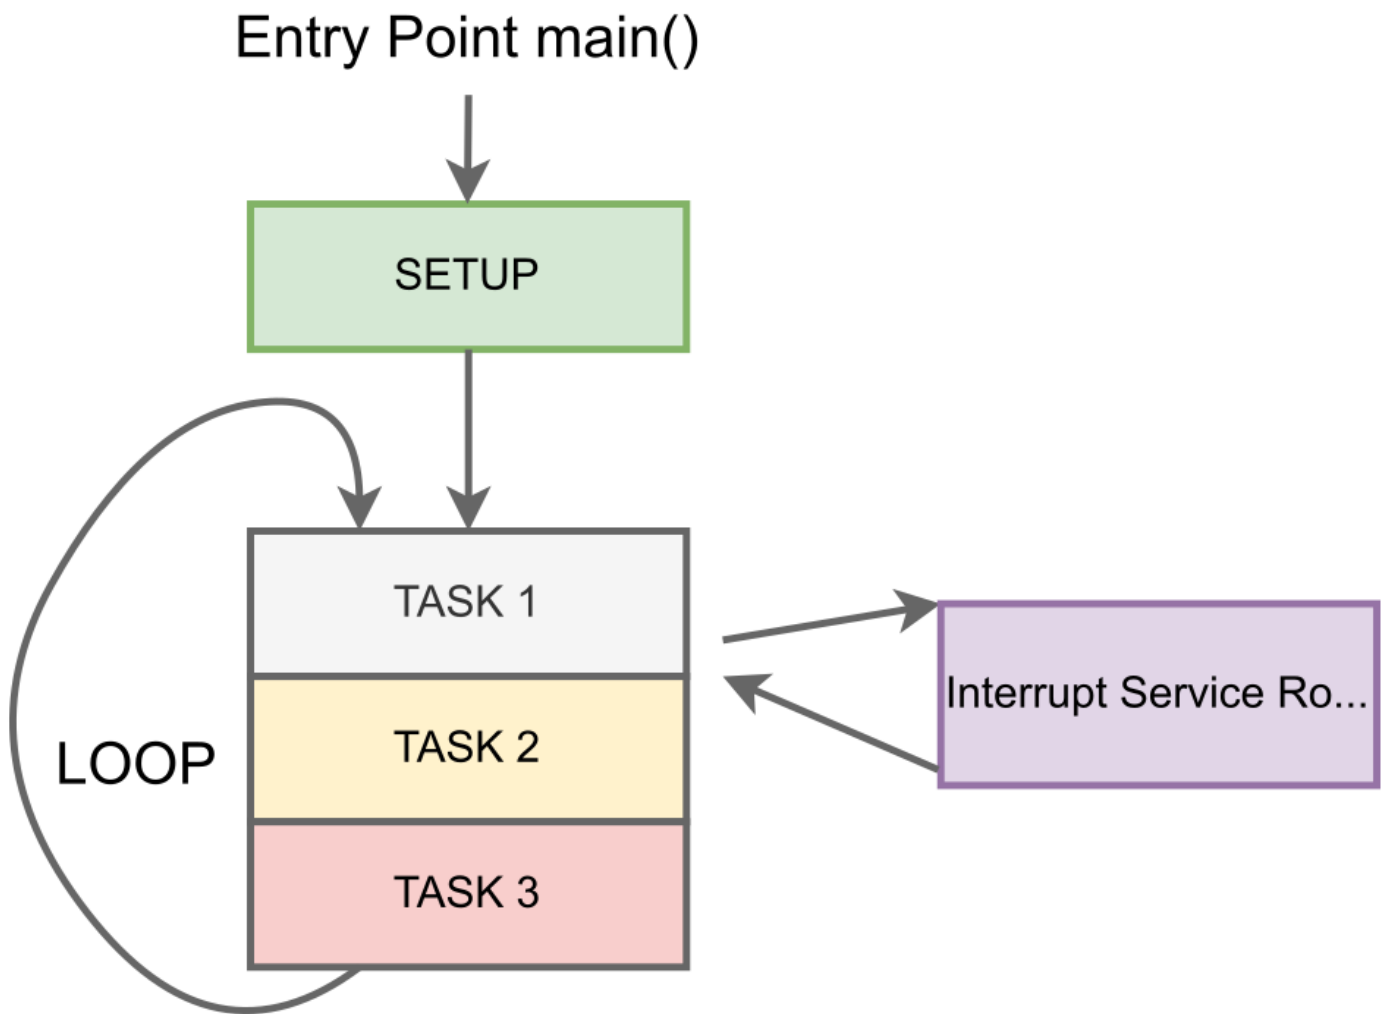 Entry Point main()
SETUP
TASK 1
Interrupt Service Ro...
TASK 2
LOOP
TASK 3